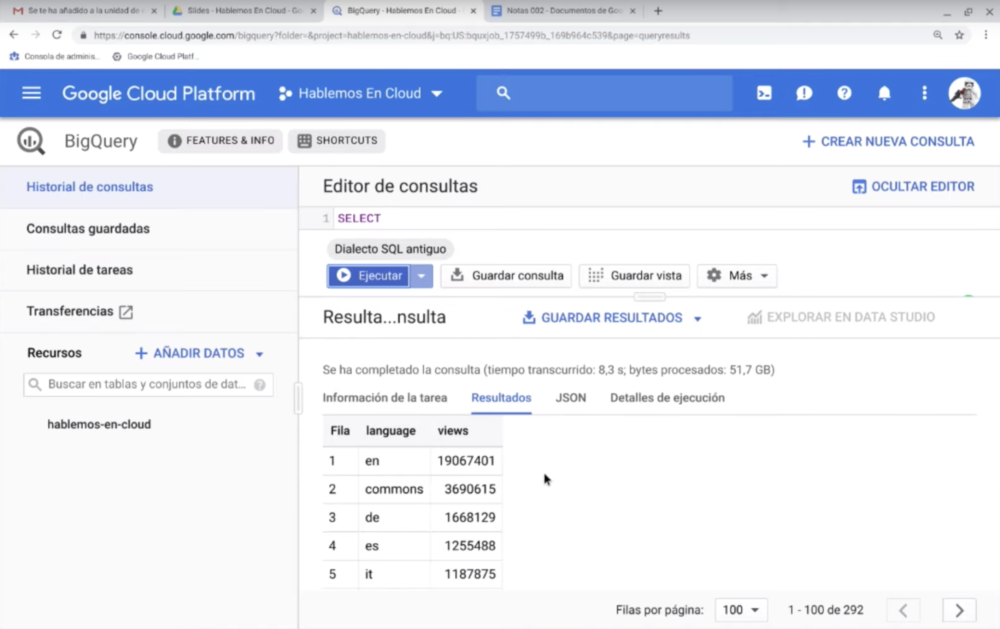 Se te ha añadido a la unidad de
Slides - Hablemos En Cloud - Go
BigQuery - Hablemos En Cloud -
Notas 002 - Documentos de Goo
https://console.cloud.google.com/bigquery?folder=&project=hablemos-en-cloud&j=bq:US:bquxjob_1757499b_169b964c539&page=queryresults
Consola de adminis...
Google Cloud Platf...
Google Cloud Platform
Hablemos En Cloud
BigQuery
FEATURES & INFO
SHORTCUTS
+ CREAR NUEVA CONSULTA
Historial de consultas
Consultas guardadas
Historial de tareas
Transferencias
Recursos
+ AÑADIR DATOS
Buscar en tablas y conjuntos de dat...
hablemos-en-cloud
Editor de consultas
OCULTAR EDITOR
1 SELECT
Dialecto SQL antiguo
Ejecutar
Guardar consulta
Guardar vista
Más
Resulta...nsulta
GUARDAR RESULTADOS
EXPLORAR EN DATA STUDIO
Se ha completado la consulta (tiempo transcurrido: 8,3 s; bytes procesados: 51,7 GB)
Información de la tarea
Resultados
JSON
Detalles de ejecución
Fila language views
1 en 19067401
2 commons 3690615
3 de 1668129
4 es 1255488
5 it 1187875
Filas por página: 100 1 - 100 de 292